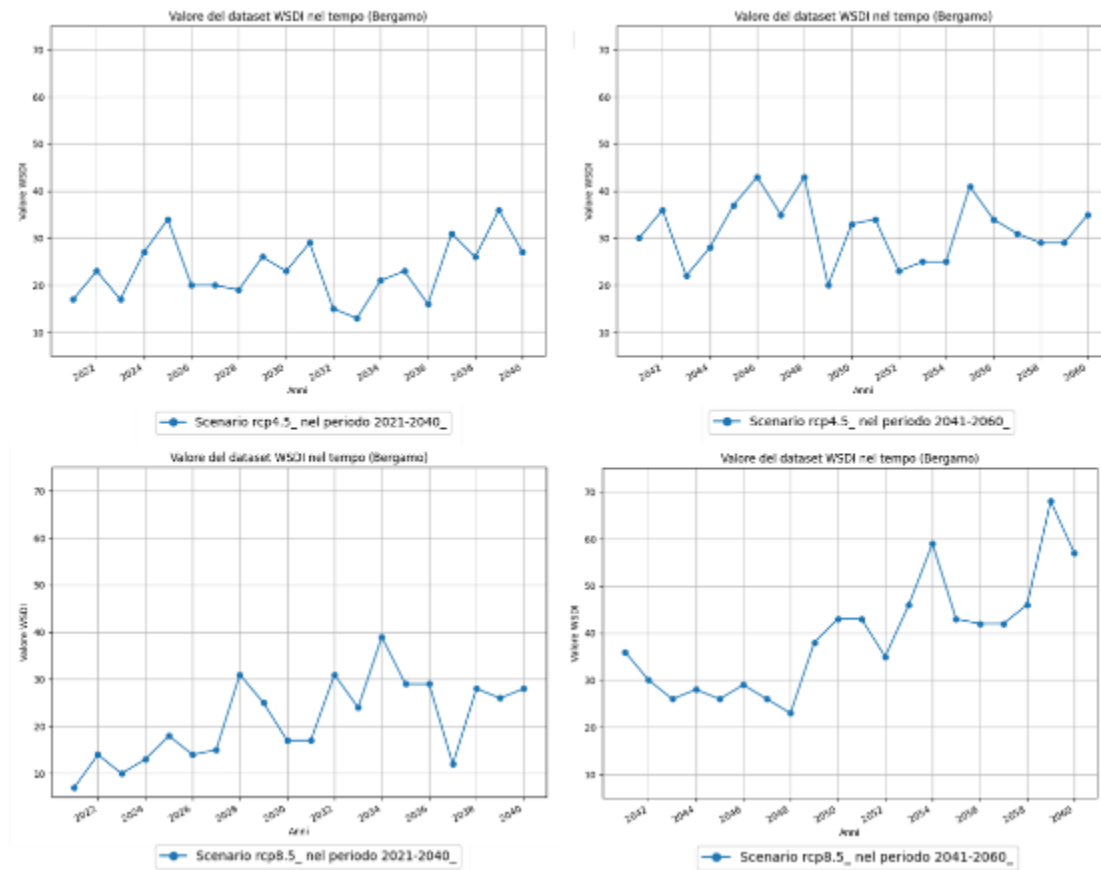 Valore del dataset WSDI nel tempo (Bergamo)
70
60
50
40
30
20
10
Valore WSDI
2022 2024 2026 2028 2030 2032 2034 2036 2038 2040
Anni
Scenario rcp4.5_ nel periodo 2021-2040_
Valore del dataset WSDI nel tempo (Bergamo)
70
60
50
40
30
20
10
Valore WSDI
2042 2044 2046 2048 2050 2052 2054 2056 2058 2060
Anni
Scenario rcp4.5_ nel periodo 2041-2060_
Valore del dataset WSDI nel tempo (Bergamo)
70
60
50
40
30
20
10
Valore WSDI
2022 2024 2026 2028 2030 2032 2034 2036 2038 2040
Anni
Scenario rcp8.5_ nel periodo 2021-2040_
Valore del dataset WSDI nel tempo (Bergamo)
70
60
50
40
30
20
10
Valore WSDI
2042 2044 2046 2048 2050 2052 2054 2056 2058 2060
Anni
Scenario rcp8.5_ nel periodo 2041-2060_